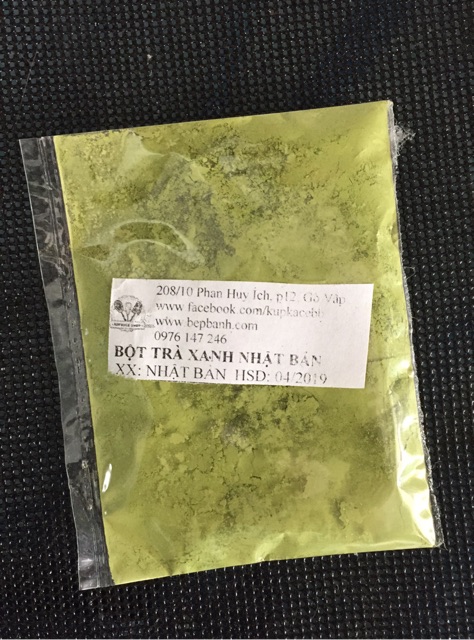 208/10 Phan Huy Ích, p12, Gò Vấp
www.facebook.com/kupkacebi
www.bepbanh.com
0976 147 246
BỘT TRÀ XANH NHẬT BẢN
XX: NHẬT BẢN HSD: 04/2019